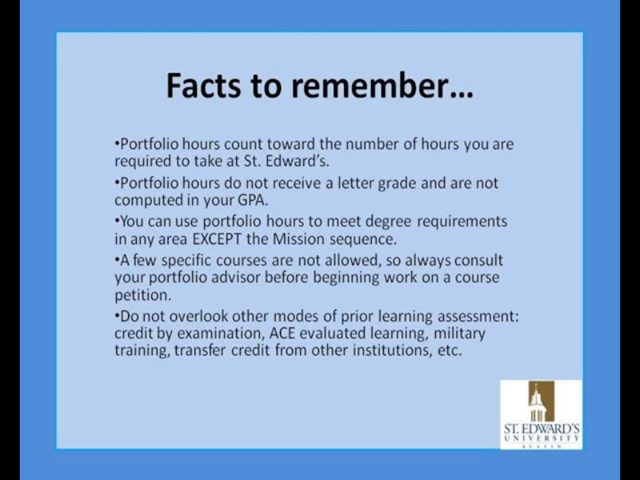 Facts to remember...
•Portfolio hours count toward the number of hours you are
required to take at St. Edward's.
•Portfolio hours do not receive a letter grade and are not
computed in your GPA.
•You can use portfolio hours to meet degree requirements
in any area EXCEPT the Mission sequence.
•A few specific courses are not allowed, so always consult
your portfolio advisor before beginning work on a course
petition.
•Do not overlook other modes of prior learning assessment:
credit by examination, ACE evaluated learning, military
training, transfer credit from other institutions, etc.
ST. EDWARD'S
UNIVERSITY
AUSTIN